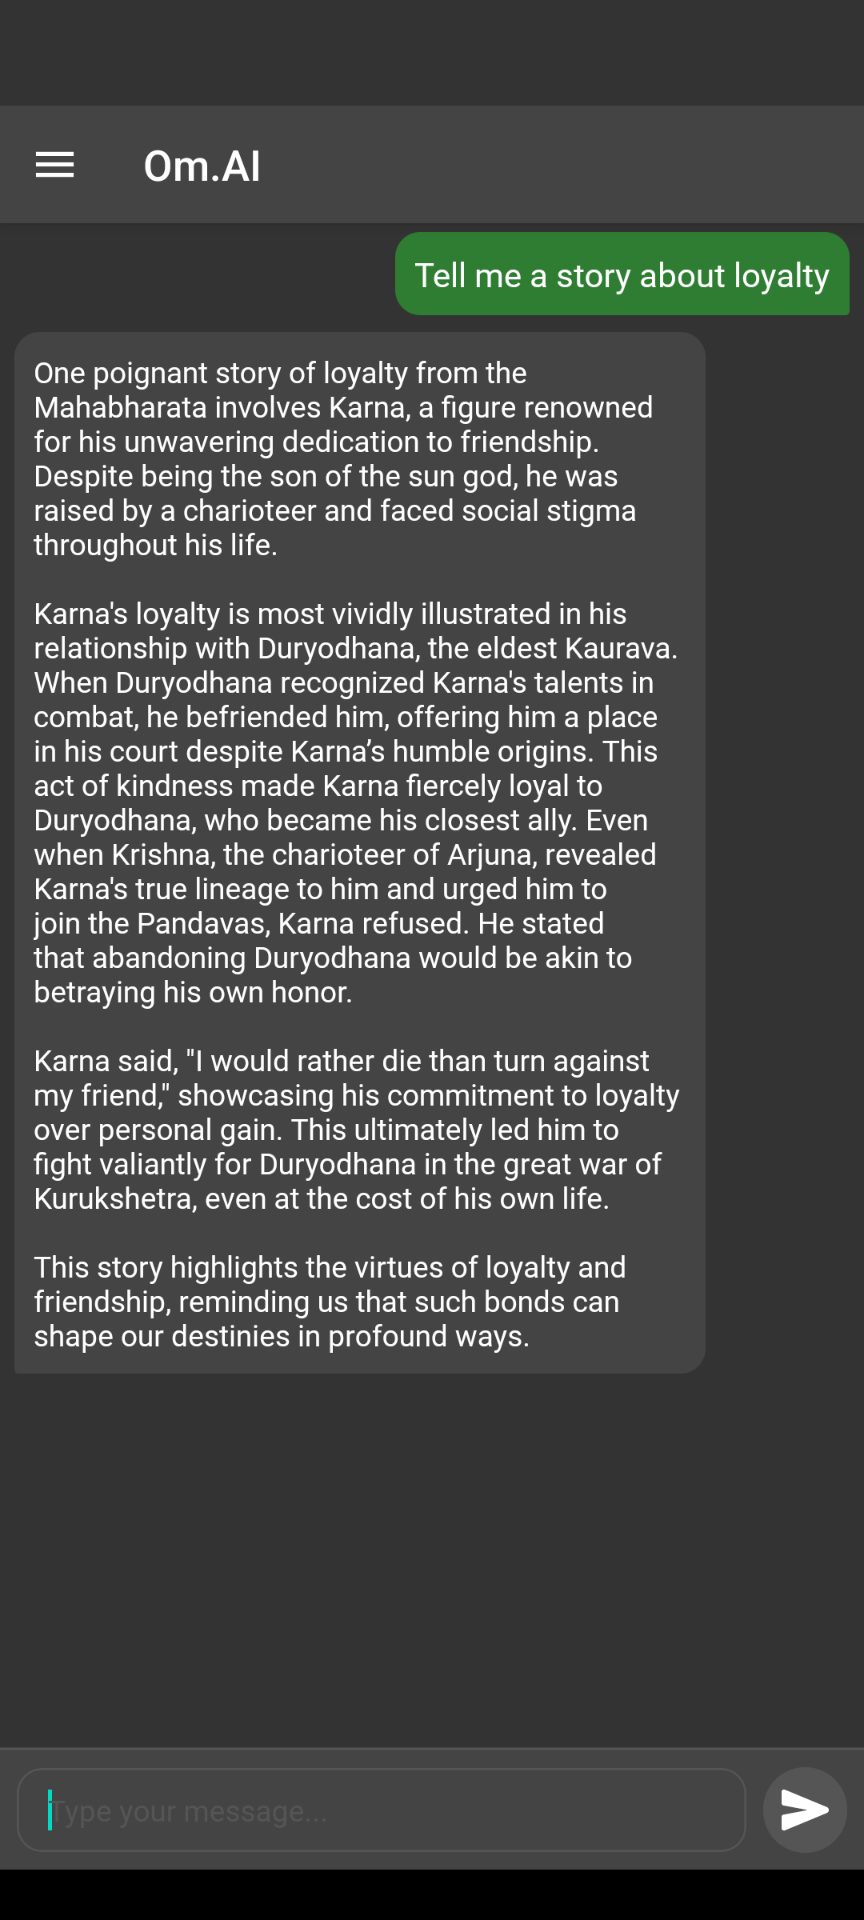 Om.AI
Tell me a story about loyalty
One poignant story of loyalty from the
Mahabharata involves Karna, a figure renowned
for his unwavering dedication to friendship.
Despite being the son of the sun god, he was
raised by a charioteer and faced social stigma
throughout his life.
Karna's loyalty is most vividly illustrated in his
relationship with Duryodhana, the eldest Kaurava.
When Duryodhana recognized Karna's talents in
combat, he befriended him, offering him a place
in his court despite Karna’s humble origins. This
act of kindness made Karna fiercely loyal to
Duryodhana, who became his closest ally. Even
when Krishna, the charioteer of Arjuna, revealed
Karna's true lineage to him and urged him to
join the Pandavas, Karna refused. He stated
that abandoning Duryodhana would be akin to
betraying his own honor.
Karna said, "I would rather die than turn against
my friend," showcasing his commitment to loyalty
over personal gain. This ultimately led him to
fight valiantly for Duryodhana in the great war of
Kurukshetra, even at the cost of his own life.
This story highlights the virtues of loyalty and
friendship, reminding us that such bonds can
shape our destinies in profound ways.
Type your message...